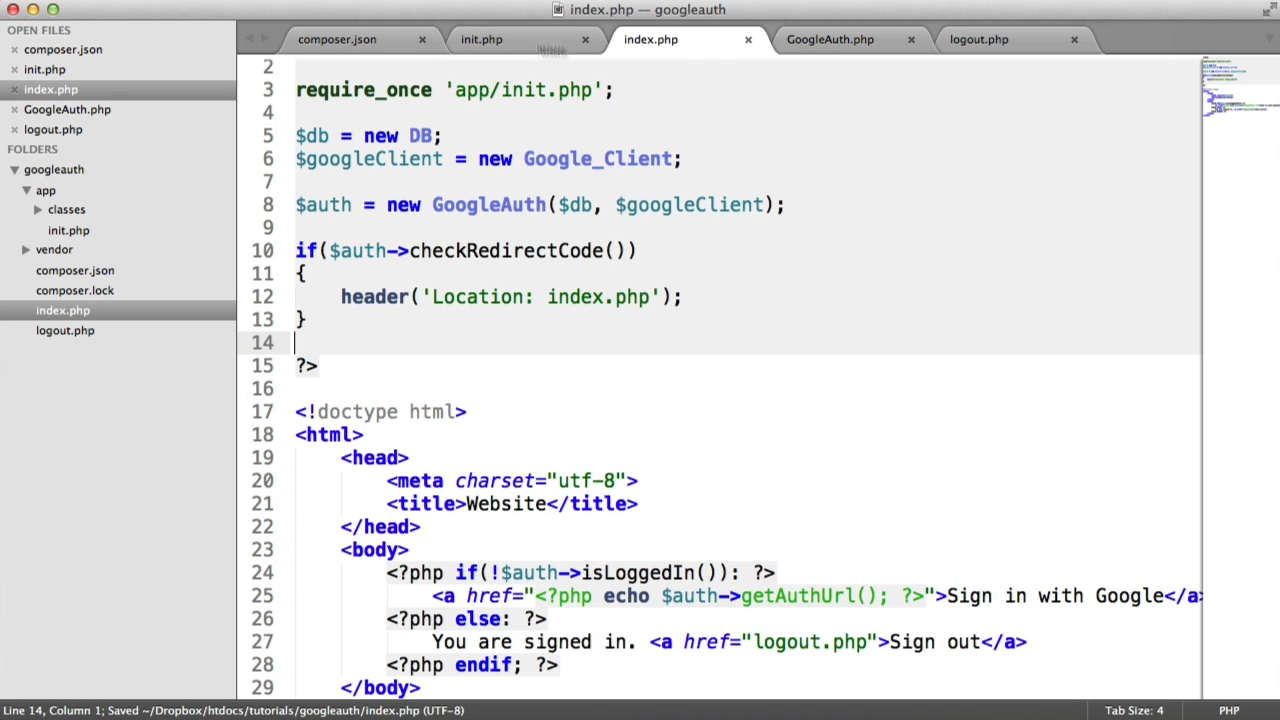 index.php — googleauth
OPEN FILES
composer.json
init.php
index.php
GoogleAuth.php
logout.php
FOLDERS
googleauth
app
classes
init.php
vendor
composer.json
composer.lock
index.php
logout.php
composer.json
init.php
index.php
GoogleAuth.php
logout.php
2
3 require_once 'app/init.php';
4
5 $db = new DB;
6 $googleClient = new Google_Client;
7
8 $auth = new GoogleAuth($db, $googleClient);
9
10 if($auth->checkRedirectCode())
11 {
12 header('Location: index.php');
13 }
14
15 ?>
16
17 <!doctype html>
18 <html>
19 <head>
20 <meta charset="utf-8">
21 <title>Website</title>
22 </head>
23 <body>
24 <?php if(!$auth->isLoggedIn()): ?>
25 <a href="<?php echo $auth->getAuthUrl(); ?>">Sign in with Google</a>
26 <?php else: ?>
27 You are signed in. <a href="logout.php">Sign out</a>
28 <?php endif; ?>
29 </body>
Line 14, Column 1; Saved ~/Dropbox/htdocs/tutorials/googleauth/index.php (UTF-8)
Tab Size: 4
PHP